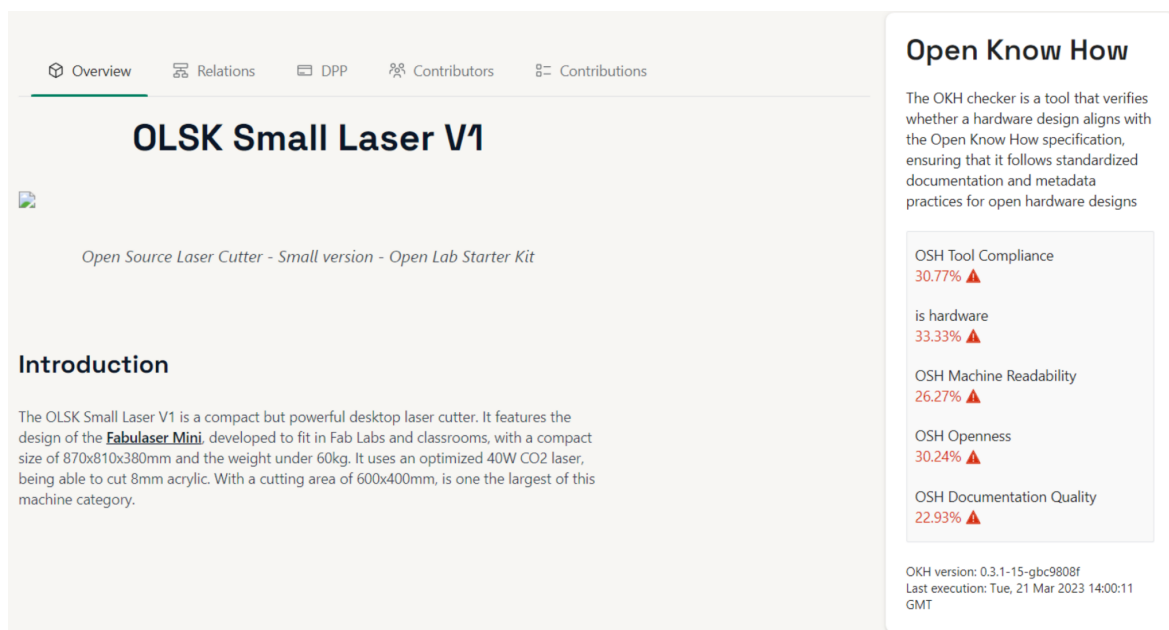 Overview
Relations
DPP
Contributors
Contributions
OLSK Small Laser V1
Open Source Laser Cutter - Small version - Open Lab Starter Kit
Introduction
The OLSK Small Laser V1 is a compact but powerful desktop laser cutter. It features the
design of the Fabulaser Mini, developed to fit in Fab Labs and classrooms, with a compact
size of 870x810x380mm and the weight under 60kg. It uses an optimized 40W CO2 laser,
being able to cut 8mm acrylic. With a cutting area of 600x400mm, is one the largest of this
machine category.
Open Know How
The OKH checker is a tool that verifies
whether a hardware design aligns with
the Open Know How specification,
ensuring that it follows standardized
documentation and metadata
practices for open hardware designs
OSH Tool Compliance
30.77%
is hardware
33.33%
OSH Machine Readability
26.27%
OSH Openness
30.24%
OSH Documentation Quality
22.93%
OKH version: 0.3.1-15-gbc9808f
Last execution: Tue, 21 Mar 2023 14:00:11
GMT